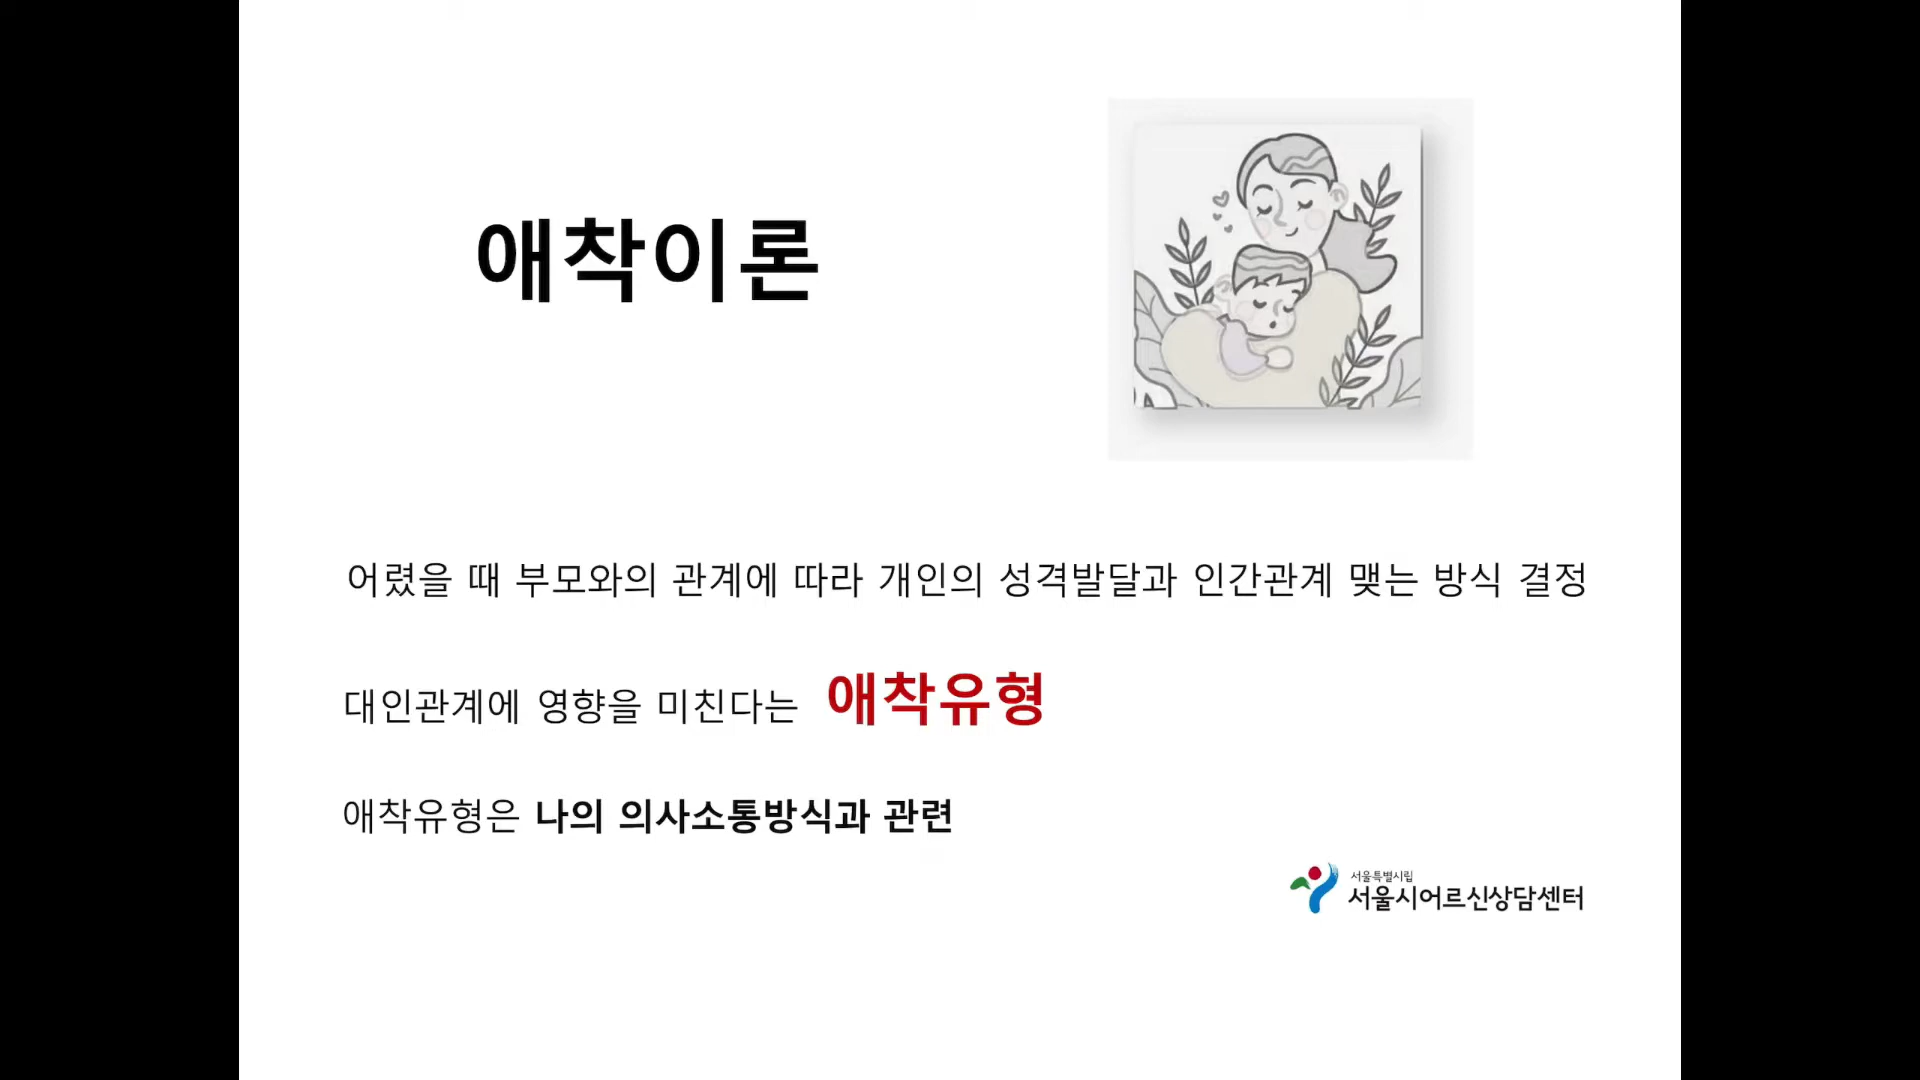 애착이론
어렸을 때 부모와의 관계에 따라 개인의 성격발달과 인간관계 맺는 방식 결정
대인관계에 영향을 미친다는 애착유형
애착유형은 나의 의사소통방식과 관련
서울특별시립
서울시어르신상담센터